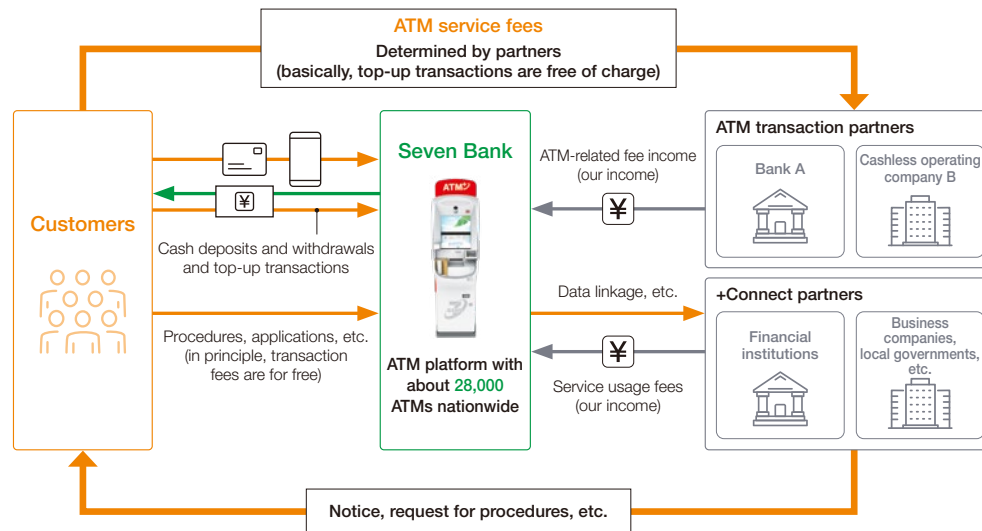 ATM service fees
Determined by partners
(basically, top-up transactions are free of charge)
Customers
¥
Cash deposits and withdrawals
and top-up transactions
Procedures, applications, etc.
(in principle, transaction
fees are for free)
Seven Bank
ATM
ATM platform with
about 28,000
ATMs nationwide
ATM-related fee income
(our income)
¥
Data linkage, etc.
¥
Service usage fees
(our income)
ATM transaction partners
Bank A
Cashless operating
company B
+Connect partners
Financial
institutions
Business
companies,
local governments,
etc.
Notice, request for procedures, etc.